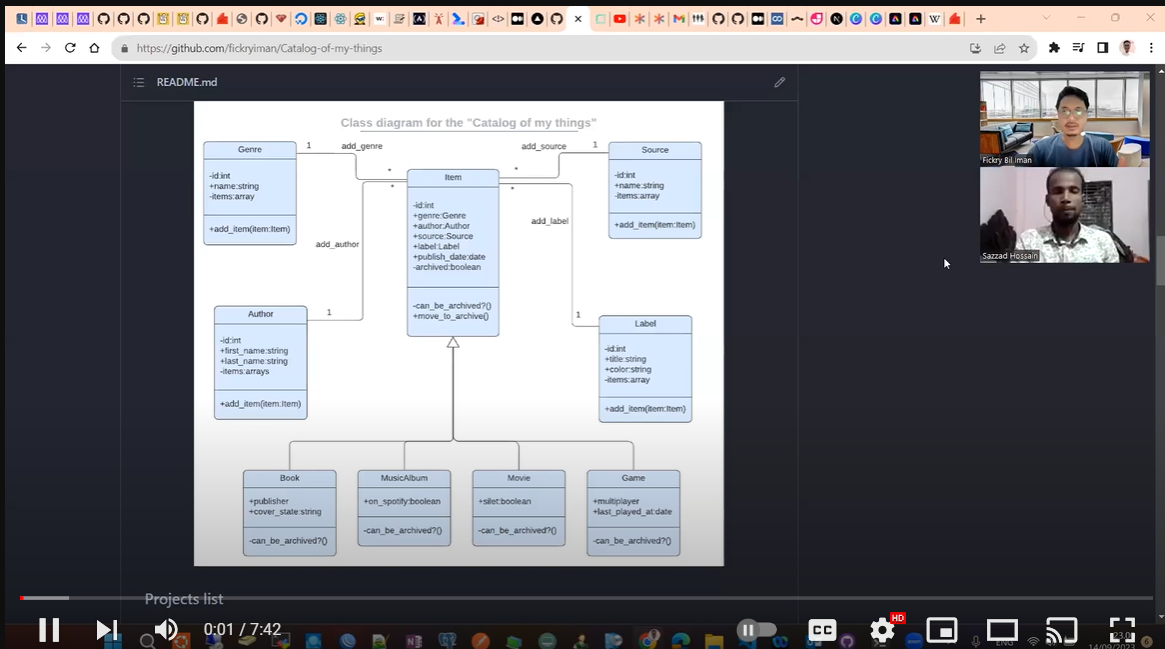 https://github.com/fickryiman/Catalog-of-my-things
README.md
Class diagram for the "Catalog of my things"
Genre
-id:int
+name:string
-items:array
+add_item(item:Item)
1
add_genre
*
add_source
1
*
Source
-id:int
+name:string
-items:array
+add_item(item:Item)
Item
-id:int
+genre:Genre
+author:Author
+source:Source
+label:Label
+publish_date:date
-archived:boolean
-can_be_archived?()
+move_to_archive()
*
add_author
1
*
add_label
1
Author
-id:int
+first_name:string
+last_name:string
-items:arrays
+add_item(item:Item)
Label
-id:int
+title:string
+color:string
-items:array
+add_item(item:Item)
Book
+publisher
+cover_state:string
-can_be_archived?()
MusicAlbum
+on_spotify:boolean
-can_be_archived?()
Movie
+silet:boolean
-can_be_archived?()
Game
+multiplayer
+last_played_at:date
-can_be_archived?()
Fickry Bil Iman
Sazzad Hossain
Projects list
0:01 / 7:42
CC
HD
ENG
14/09/2023